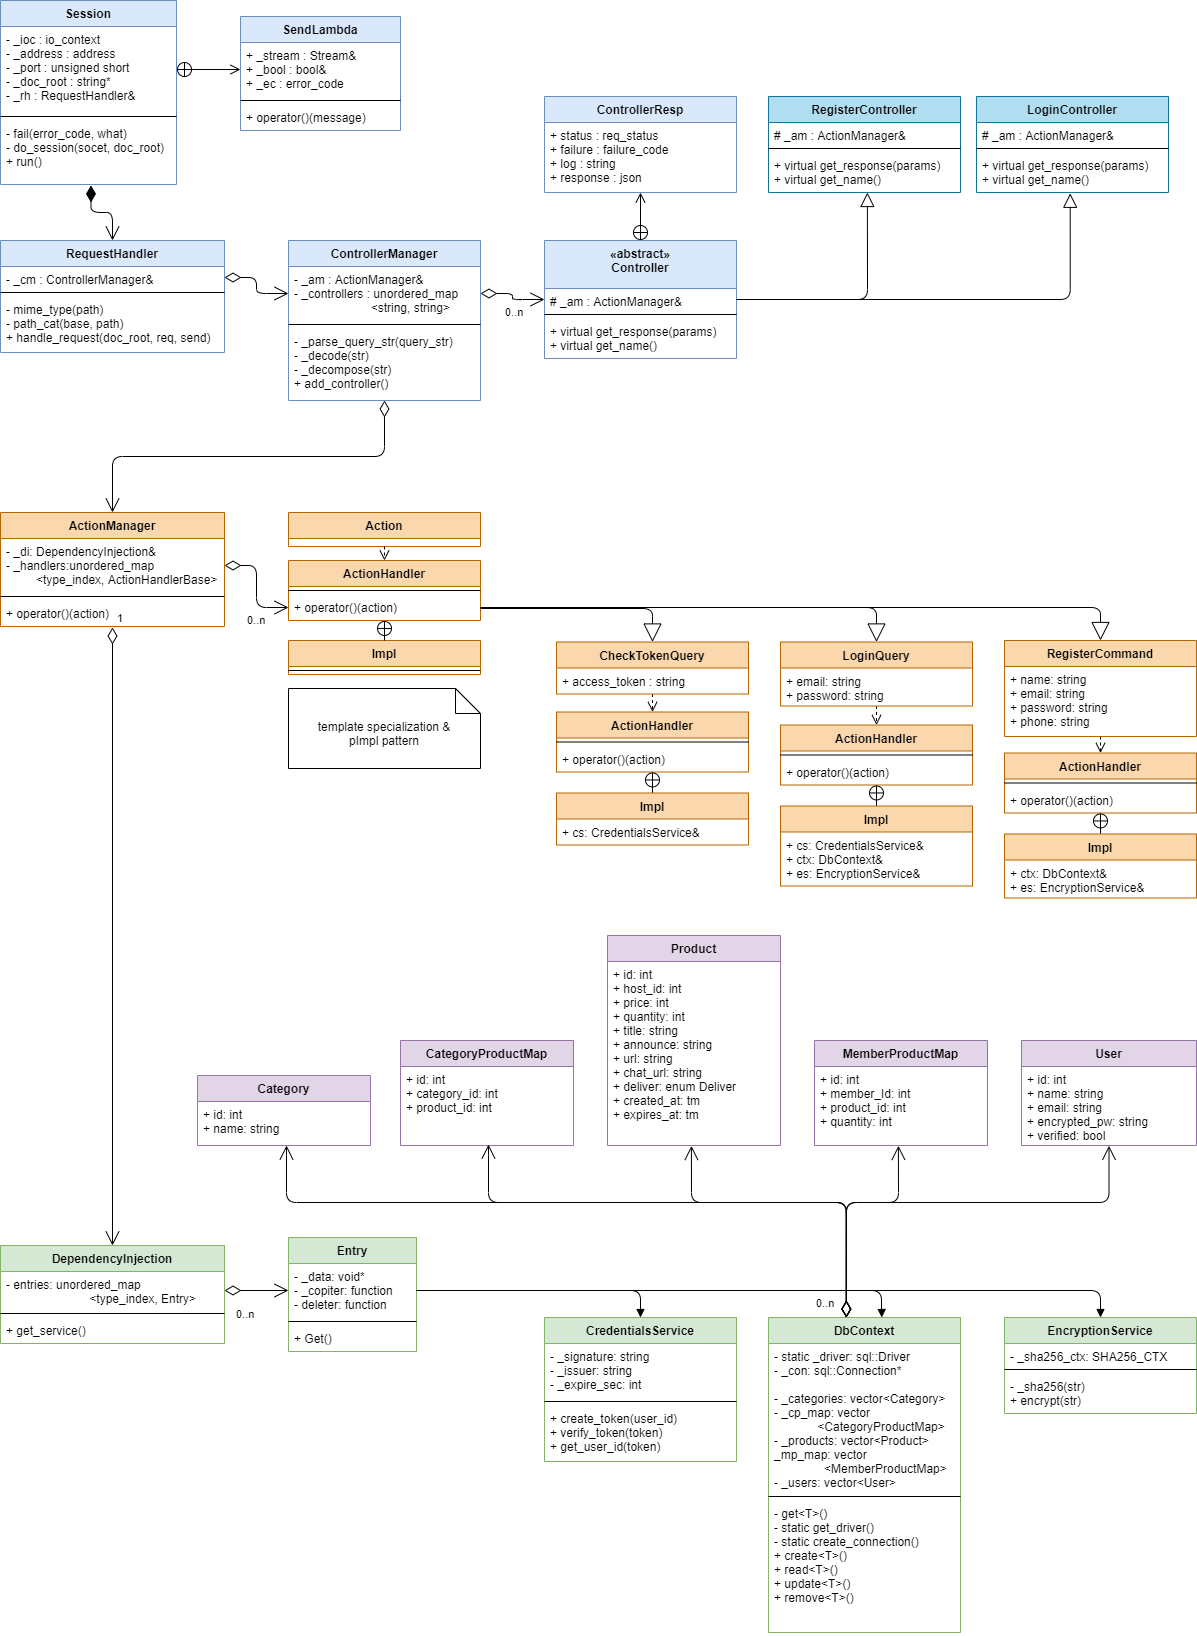 Session
- _ioc : io_context
- _address : address
- _port : unsigned short
- _doc_root : string*
- _rh : RequestHandler&
- fail(error_code, what)
- do_session(socet, doc_root)
+ run()
SendLambda
+ _stream : Stream&
+ _bool : bool&
+ _ec : error_code
+ operator()(message)
ControllerResp
+ status : req_status
+ failure : failure_code
+ log : string
+ response : json
RegisterController
# _am : ActionManager&
+ virtual get_response(params)
+ virtual get_name()
LoginController
# _am : ActionManager&
+ virtual get_response(params)
+ virtual get_name()
RequestHandler
- _cm : ControllerManager&
- mime_type(path)
- path_cat(base, path)
+ handle_request(doc_root, req, send)
ControllerManager
- _am : ActionManager&
- _controllers : unordered_map
<string, string>
- _parse_query_str(query_str)
- _decode(str)
- _decompose(str)
+ add_controller()
0..n
«abstract»
Controller
# _am : ActionManager&
+ virtual get_response(params)
+ virtual get_name()
ActionManager
- _di: DependencyInjection&
- _handlers:unordered_map
<type_index, ActionHandlerBase>
+ operator()(action)
1
0..n
Action
ActionHandler
+ operator()(action)
Impl
template specialization &
pImpl pattern
CheckTokenQuery
+ access_token : string
ActionHandler
+ operator()(action)
Impl
+ cs: CredentialsService&
LoginQuery
+ email: string
+ password: string
ActionHandler
+ operator()(action)
Impl
+ cs: CredentialsService&
+ ctx: DbContext&
+ es: EncryptionService&
RegisterCommand
+ name: string
+ email: string
+ password: string
+ phone: string
ActionHandler
+ operator()(action)
Impl
+ ctx: DbContext&
+ es: EncryptionService&
Category
+ id: int
+ name: string
CategoryProductMap
+ id: int
+ category_id: int
+ product_id: int
Product
+ id: int
+ host_id: int
+ price: int
+ quantity: int
+ title: string
+ announce: string
+ url: string
+ chat_url: string
+ deliver: enum Deliver
+ created_at: tm
+ expires_at: tm
MemberProductMap
+ id: int
+ member_Id: int
+ product_id: int
+ quantity: int
User
+ id: int
+ name: string
+ email: string
+ encrypted_pw: string
+ verified: bool
DependencyInjection
- entries: unordered_map
<type_index, Entry>
+ get_service()
0..n
Entry
- _data: void*
- _copiter: function
- deleter: function
+ Get()
CredentialsService
- _signature: string
- _issuer: string
- _expire_sec: int
+ create_token(user_id)
+ verify_token(token)
+ get_user_id(token)
0..n
DbContext
- static _driver: sql::Driver
- _con: sql::Connection*
- _categories: vector<Category>
- _cp_map: vector
<CategoryProductMap>
- _products: vector<Product>
_mp_map: vector
<MemberProductMap>
- _users: vector<User>
- get<T>()
- static get_driver()
- static create_connection()
+ create<T>()
+ read<T>()
+ update<T>()
+ remove<T>()
EncryptionService
- _sha256_ctx: SHA256_CTX
- _sha256(str)
+ encrypt(str)